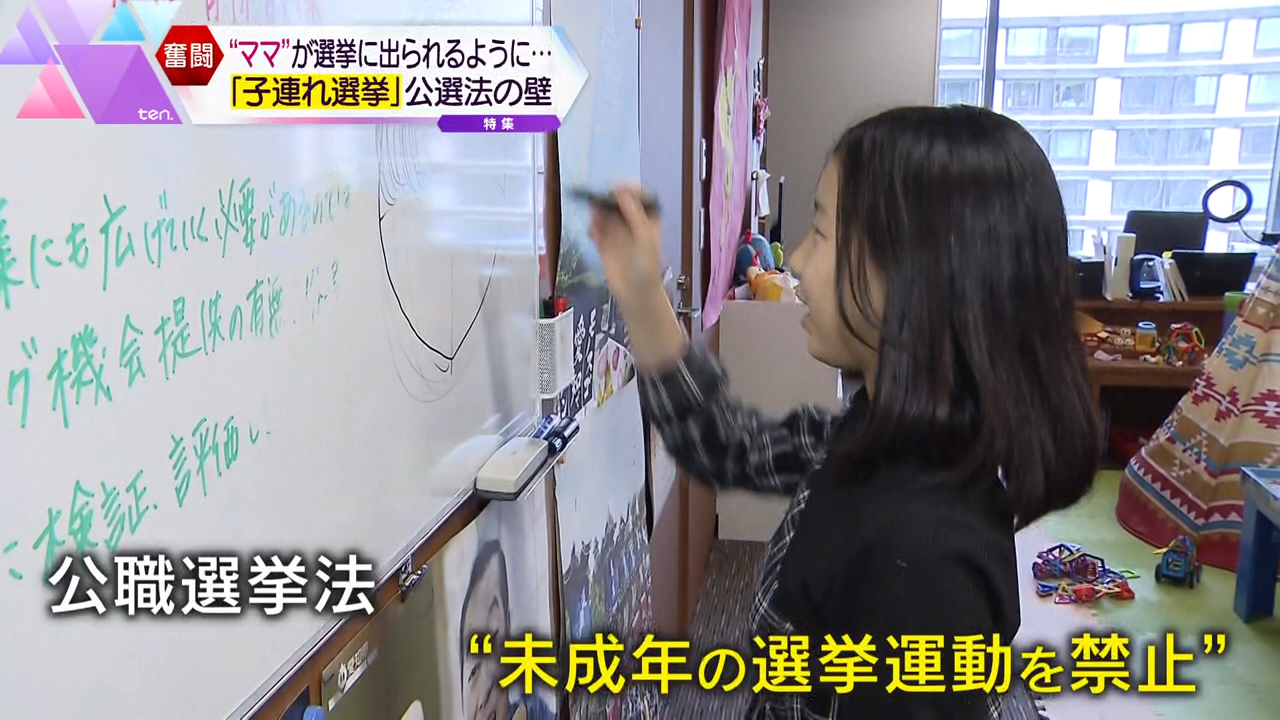 奮闘
“ママ”が選挙に出られるように…
「子連れ選挙」公選法の壁
特集
ten.
にも広げていく必要があるのでは
グ機会提供の有無、
検証、評価し、
公職選挙法
“未成年の選挙運動を禁止”